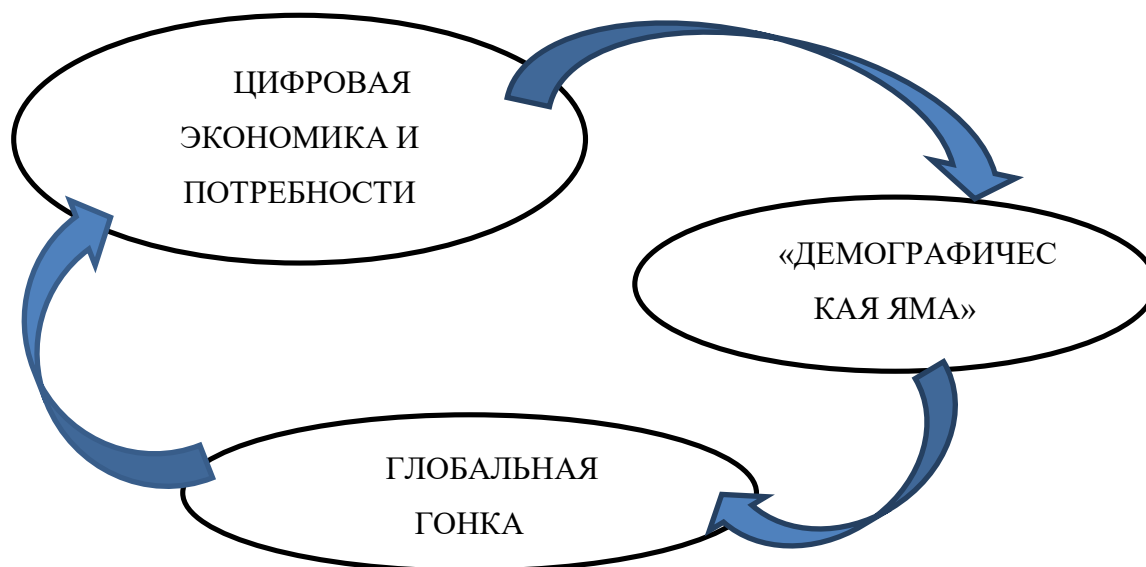 ЦИФРОВАЯ
ЭКОНОМИКА И
ПОТРЕБНОСТИ
«ДЕМОГРАФИЧЕС
КАЯ ЯМА»
ГЛОБАЛЬНАЯ
ГОНКА